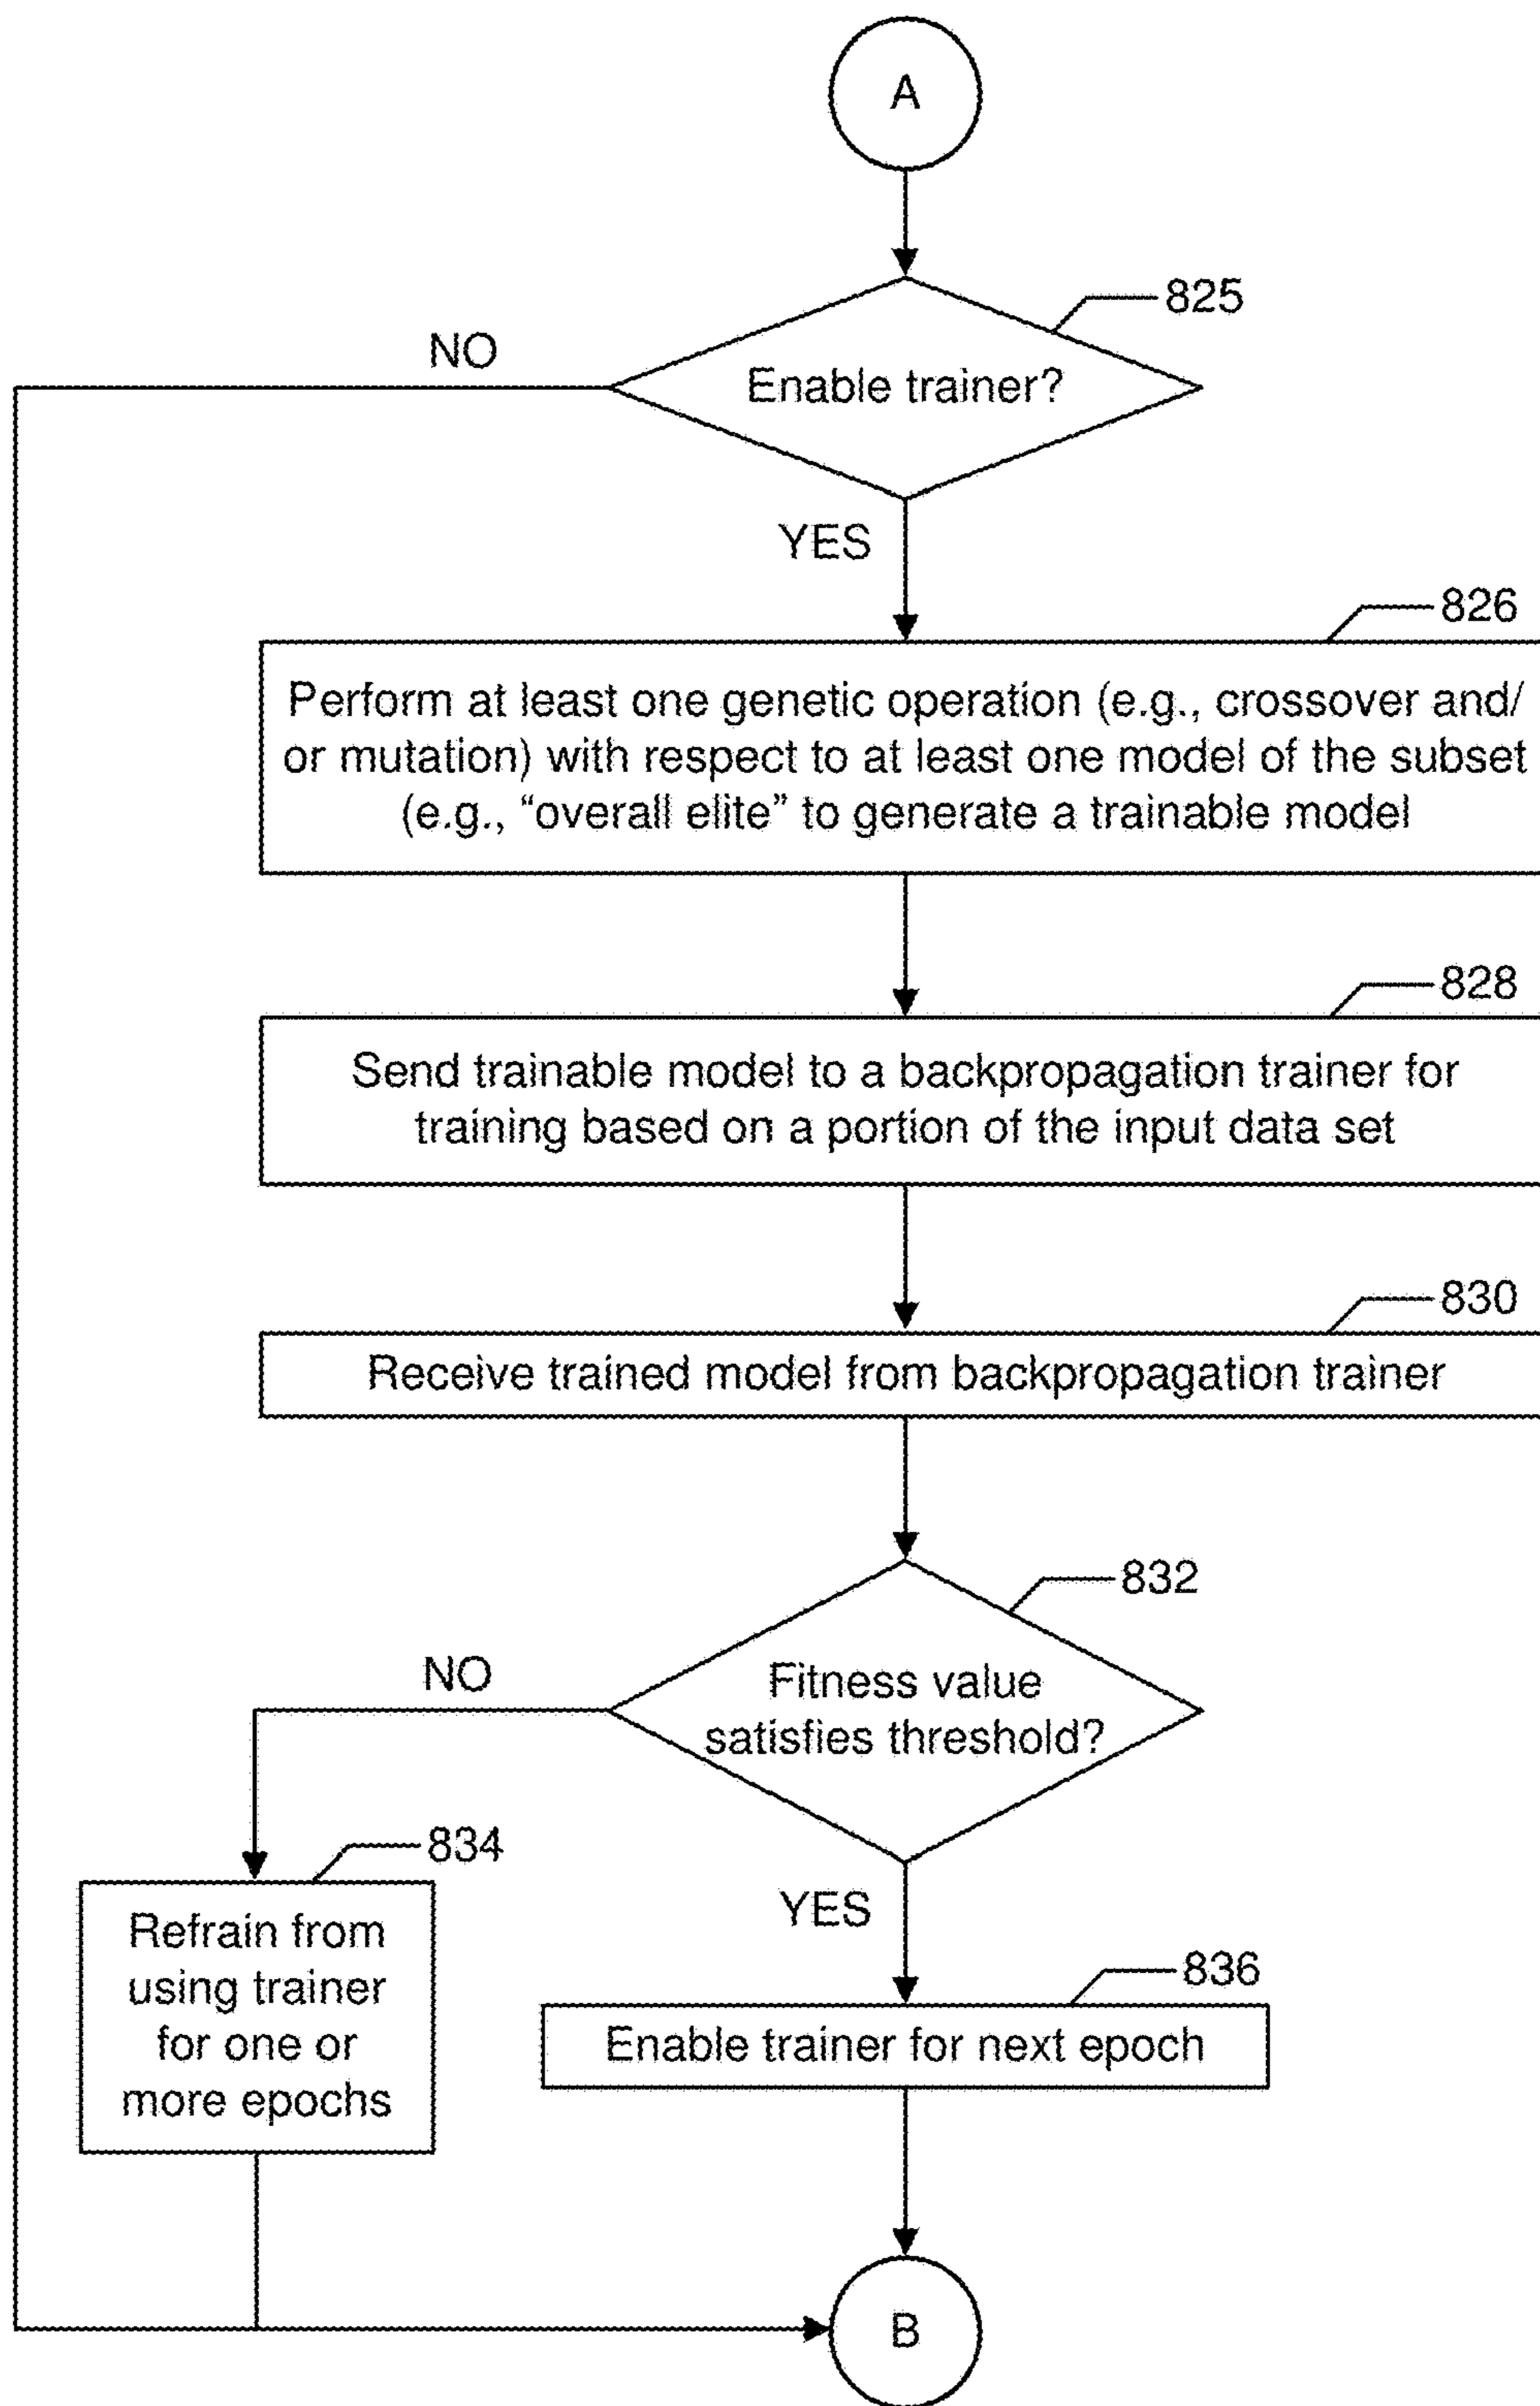 A
825
Enable trainer?
NO
YES
826
Perform at least one genetic operation (e.g., crossover and/
or mutation) with respect to at least one model of the subset
(e.g., “overall elite” to generate a trainable model
828
Send trainable model to a backpropagation trainer for
training based on a portion of the input data set
830
Receive trained model from backpropagation trainer
832
Fitness value
satisfies threshold?
NO
YES
834
Refrain from
using trainer
for one or
more epochs
836
Enable trainer for next epoch
B